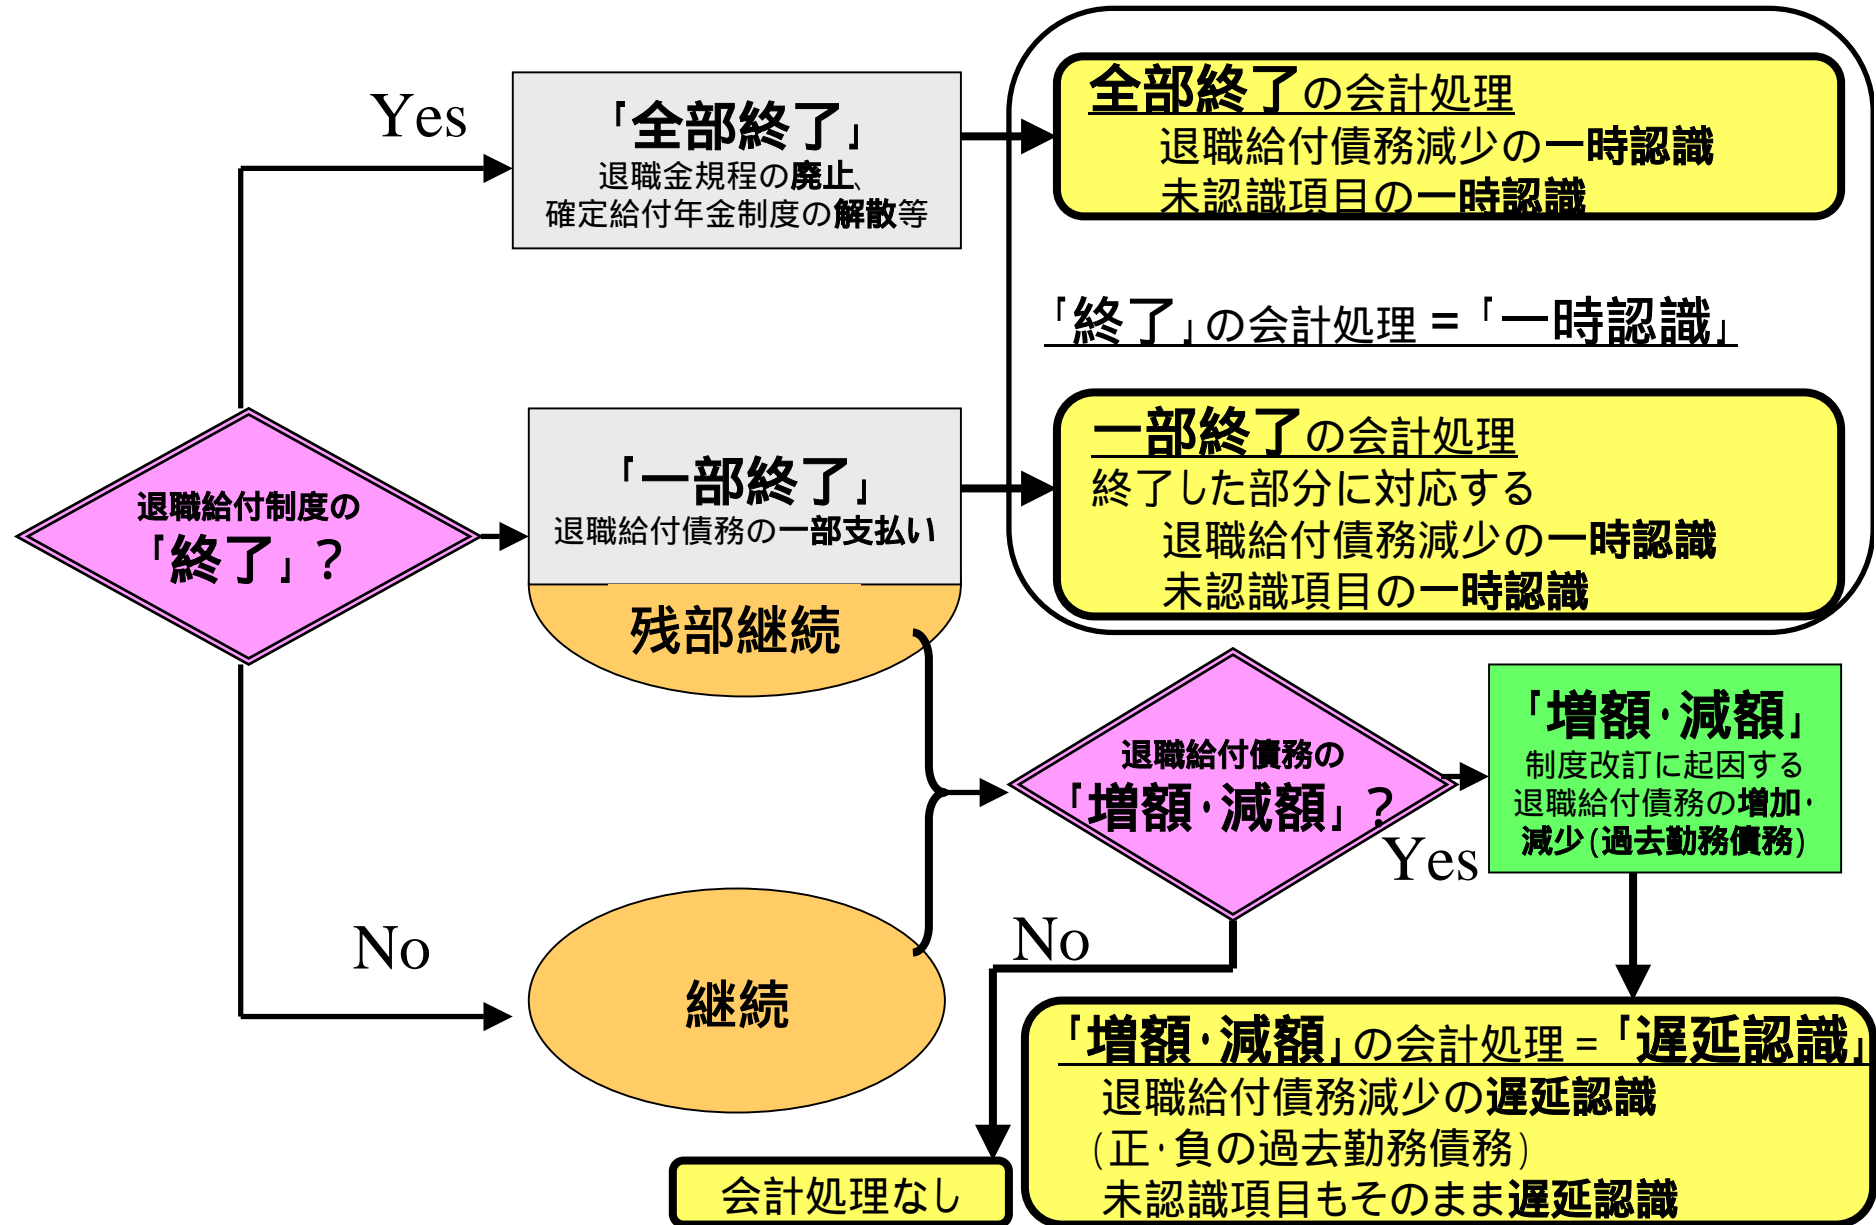 Yes
「全部終了」
退職金規程の廃止、
確定給付年金制度の解散等
全部終了の会計処理
退職給付債務減少の一時認識
未認識項目の一時認識
「終了」の会計処理 = 「一時認識」
退職給付制度の
「終了」?
「一部終了」
退職給付債務の一部支払い
残部継続
一部終了の会計処理
終了した部分に対応する
退職給付債務減少の一時認識
未認識項目の一時認識
No
継続
退職給付債務の
「増額・減額」?
Yes
「増額・減額」
制度改訂に起因する
退職給付債務の増加・
減少(過去勤務債務)
No
会計処理なし
「増額・減額」の会計処理 = 「遅延認識」
退職給付債務減少の遅延認識
(正・負の過去勤務債務)
未認識項目もそのまま遅延認識